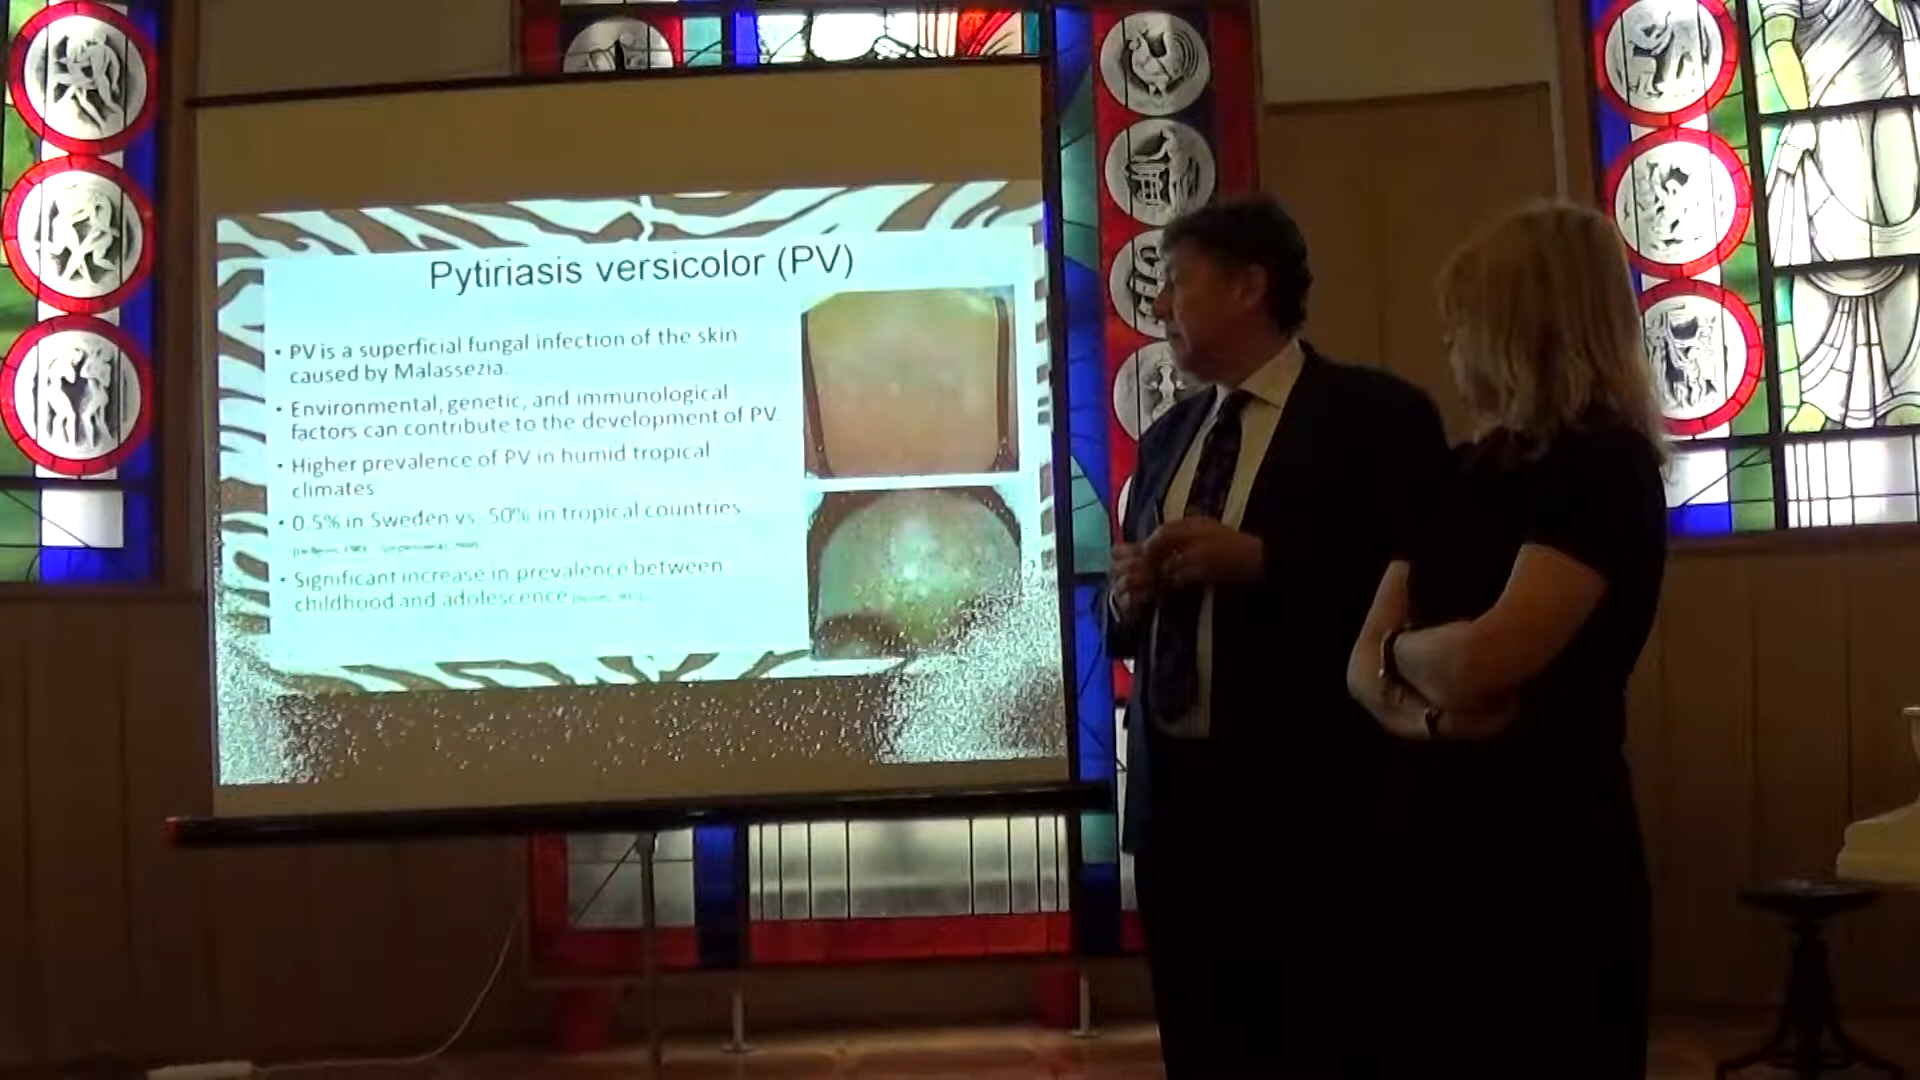 Pytiriasis versicolor (PV)
• PV is a superficial fungal infection of the skin
caused by Malassezia.
• Environmental, genetic, and immunological
factors can contribute to the development of PV.
• Higher prevalence of PV in humid tropical
climates
• 0.5% in Sweden vs. 50% in tropical countries
• Significant increase in prevalence between
childhood and adolescence